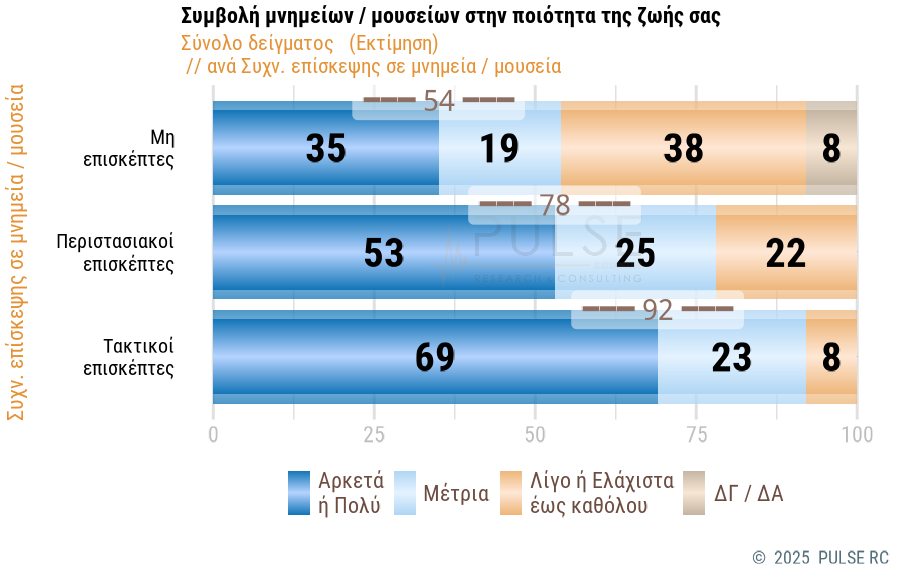 Συμβολή μνημείων / μουσείων στην ποιότητα της ζωής σας
Σύνολο δείγματος (Εκτίμηση)
// ανά Συχν. επίσκεψης σε μνημεία / μουσεία
Συχν. επίσκεψης σε μνημεία / μουσεία
54
Μη
επισκέπτες
35 19 38 8
78
Περιστασιακοί
επισκέπτες
53 25 22
PULSE
RESEARCH & CONSULTING
92
Τακτικοί
επισκέπτες
69 23 8
0 25 50 75 100
Αρκετά
ή Πολύ
Μέτρια
Λίγο ή Ελάχιστα
έως καθόλου
ΔΓ / ΔΑ
© 2025 PULSE RC